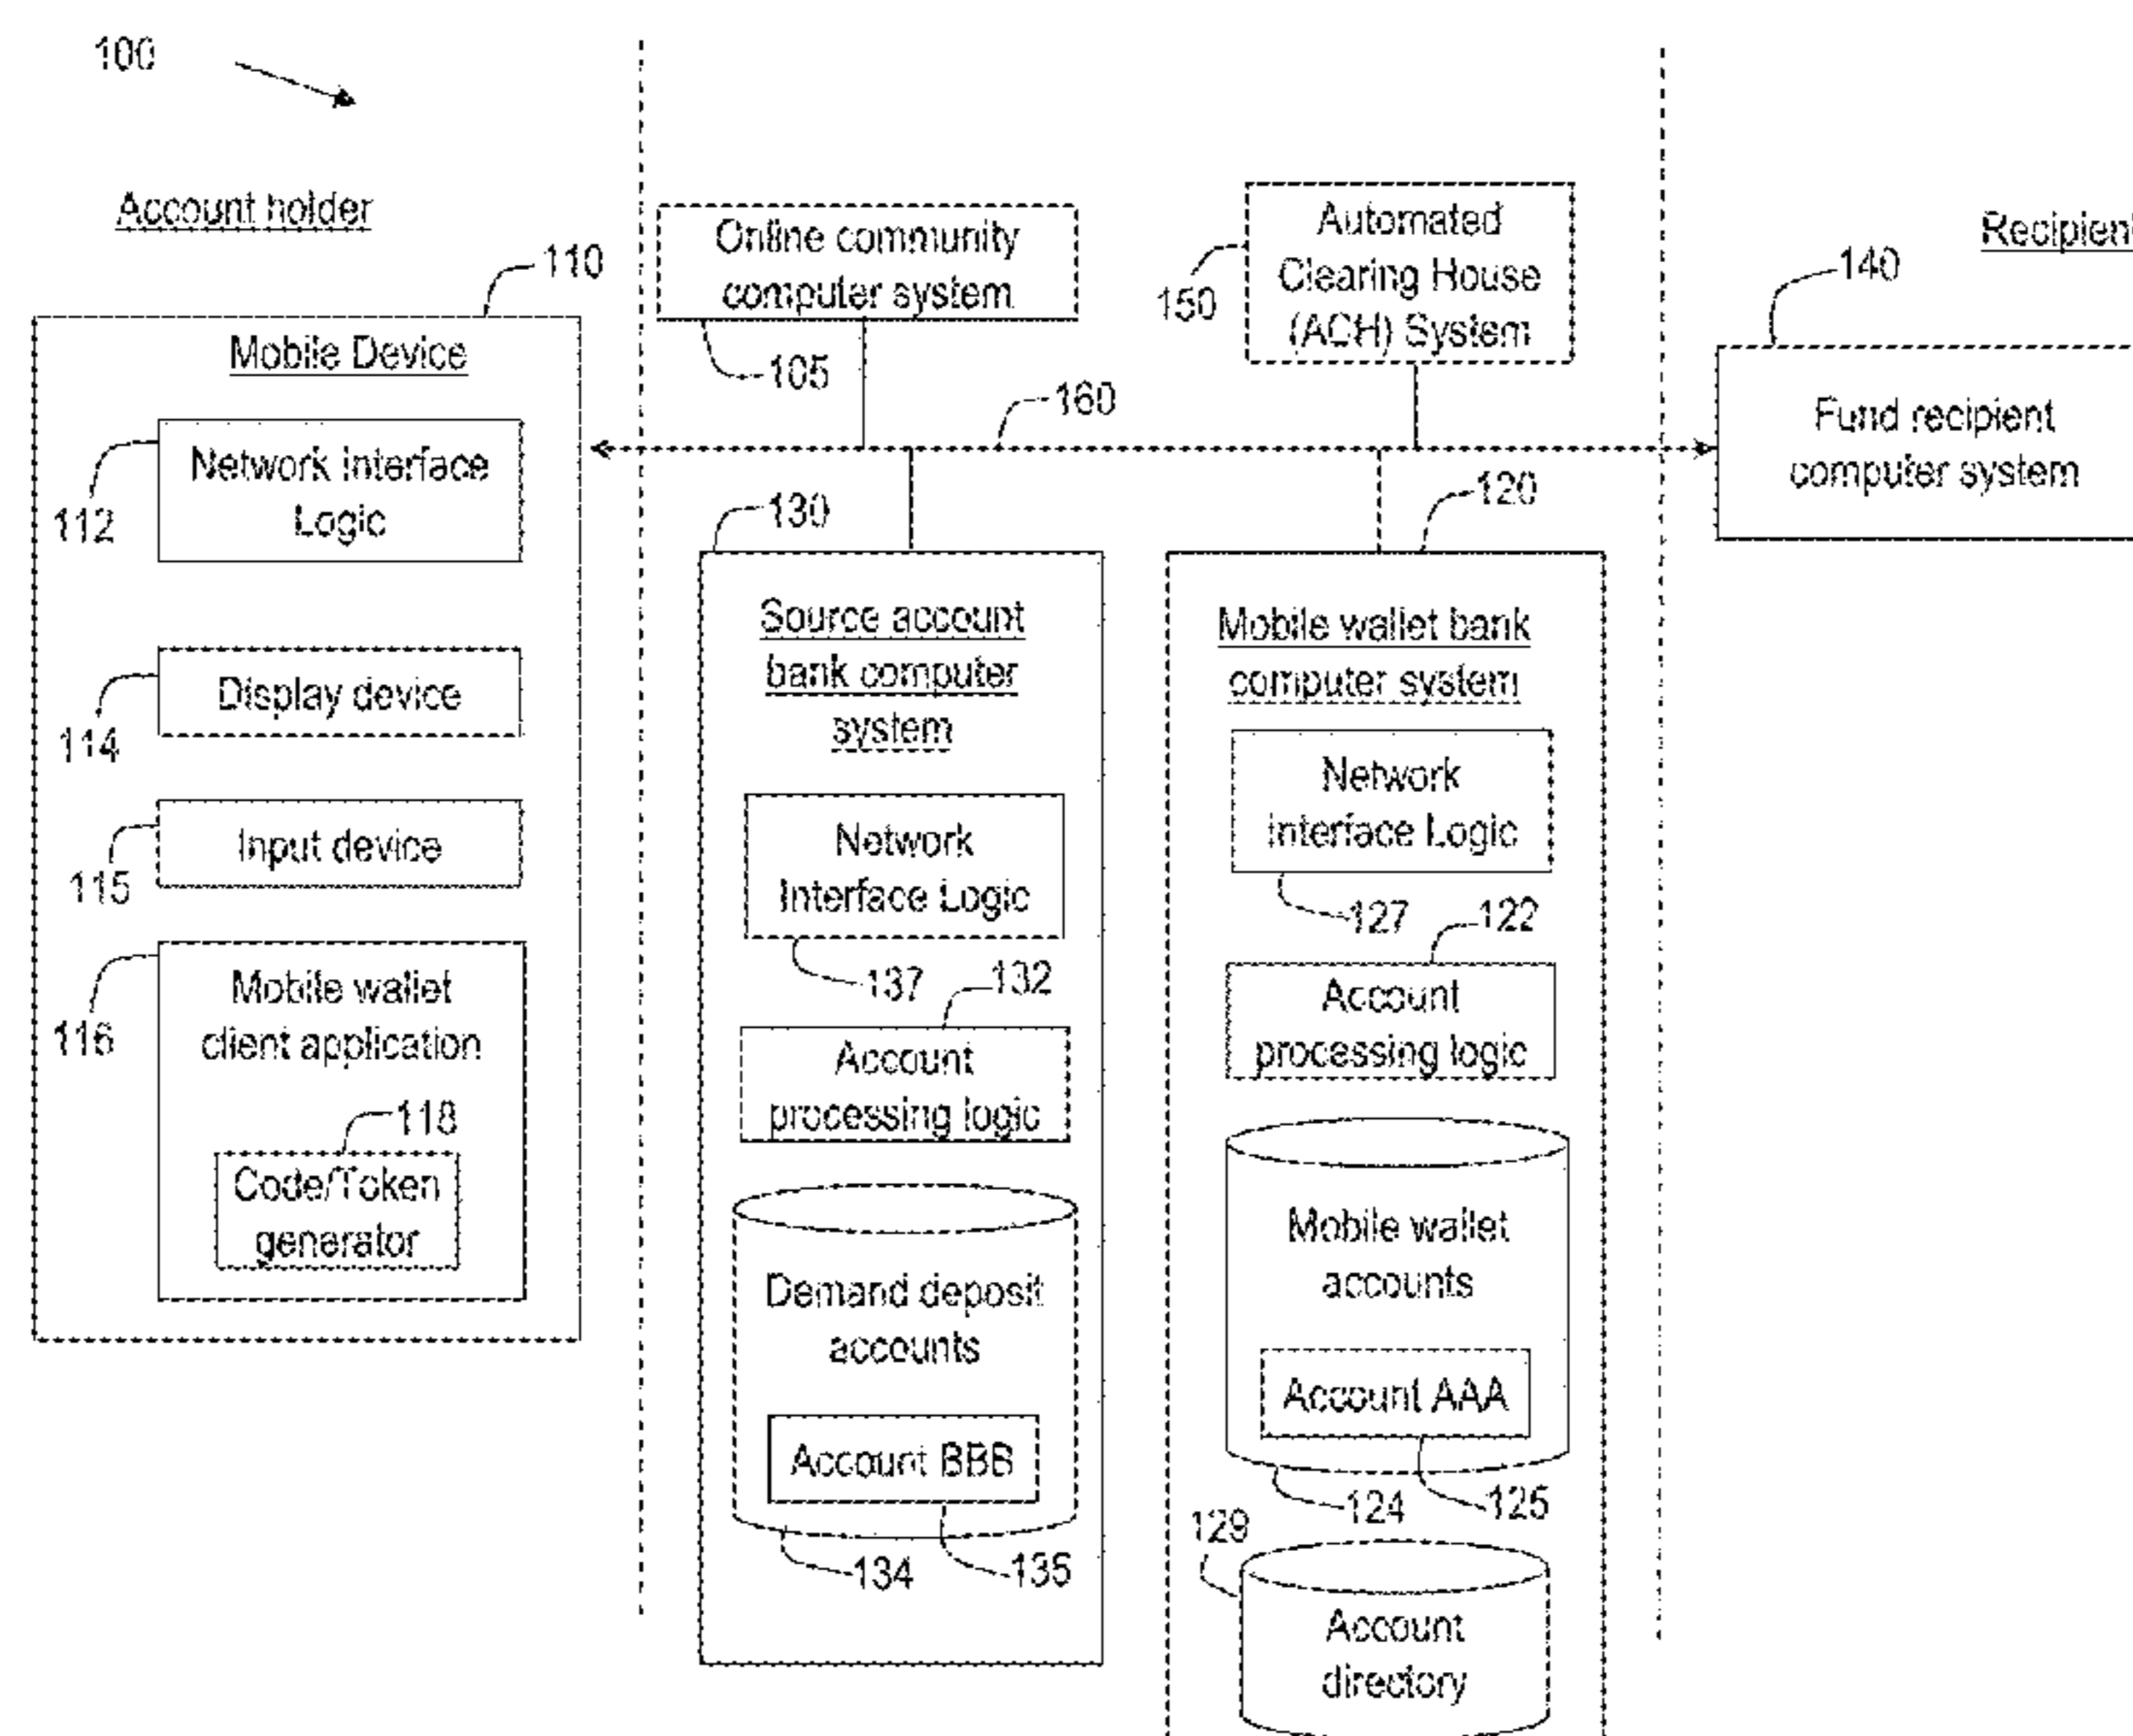 100
Account holder
110
Mobile Device
112
Network Interface
Logic
114
Display device
115
Input device
116
Mobile wallet
client application
118
Code/Token
generator
Online community
computer system
105
Automated
Clearing House
(ACH) System
150
160
130
Source account
bank computer
system
Network
Interface Logic
137
132
Account
processing logic
Demand deposit
accounts
Account BBB
134
135
120
Mobile wallet bank
computer system
Network
Interface Logic
127
122
Account
processing logic
Mobile wallet
accounts
Account AAA
124
125
129
Account
directory
Recipient
140
Fund recipient
computer system